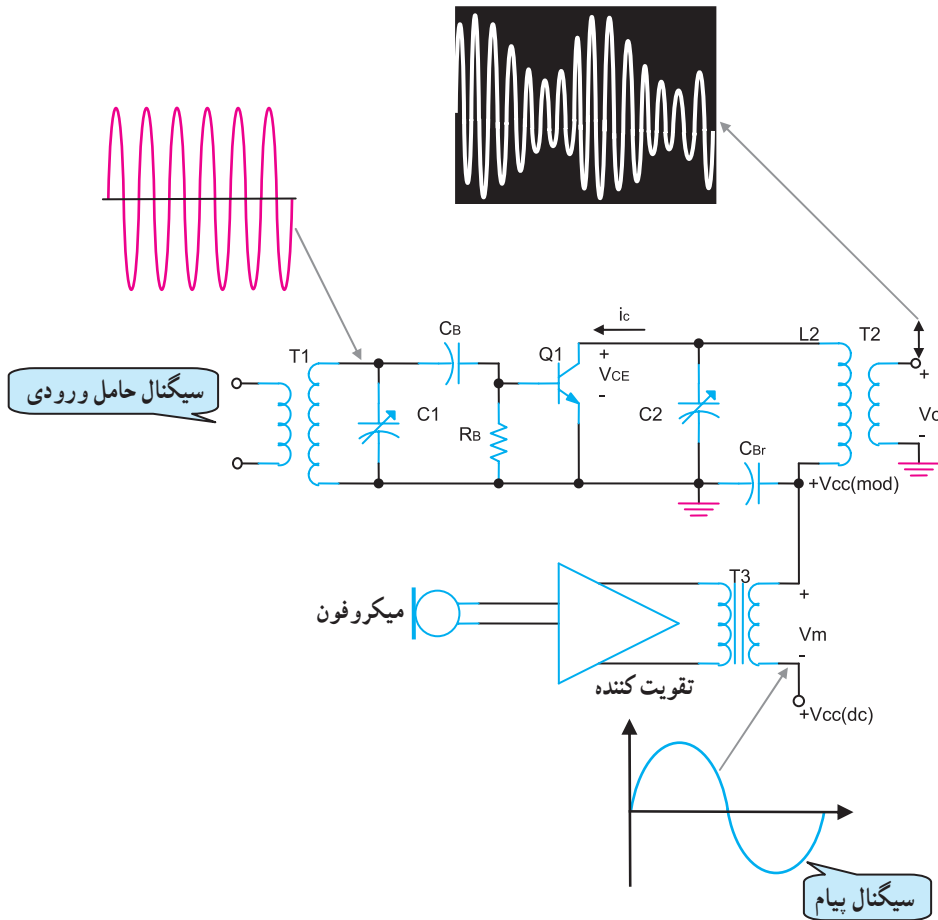 ic
CB
L2
T2
T1
Q1
+
VCE
-
+
سیگنال حامل ورودی
C1
RB
C2
Vo
CBr
-
+Vcc(mod)
T3
+
میکروفون
Vm
-
تقویت کننده
+Vcc(dc)
سیگنال پیام